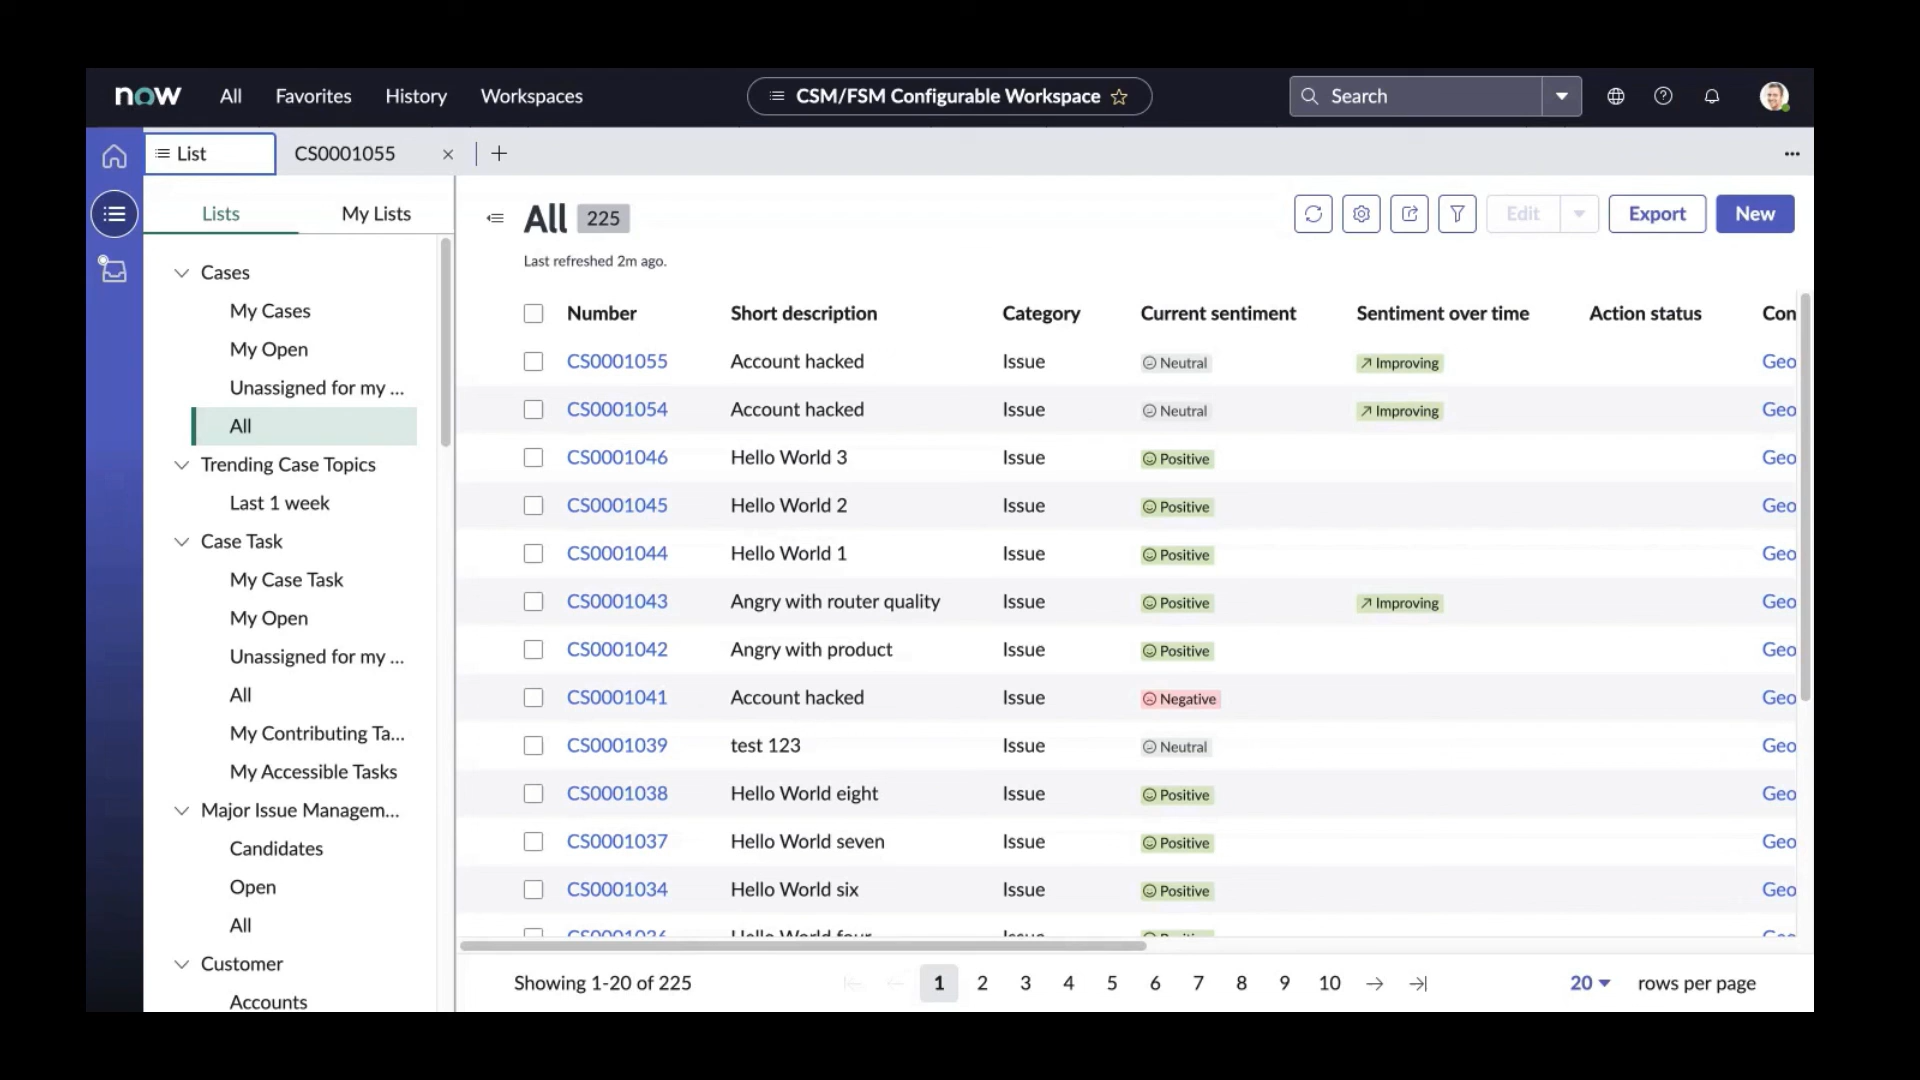 now All Favorites History Workspaces CSM/FSM Configurable Workspace Search
List CS0001055
Lists My Lists
Cases
My Cases
My Open
Unassigned for my ...
All
Trending Case Topics
Last 1 week
Case Task
My Case Task
My Open
Unassigned for my ...
All
My Contributing Ta...
My Accessible Tasks
Major Issue Managem...
Candidates
Open
All
Customer
Accounts
All 225 Edit Export New
Last refreshed 2m ago.
Number Short description Category Current sentiment Sentiment over time Action status Con
CS0001055 Account hacked Issue Neutral Improving Geo
CS0001054 Account hacked Issue Neutral Improving Geo
CS0001046 Hello World 3 Issue Positive Geo
CS0001045 Hello World 2 Issue Positive Geo
CS0001044 Hello World 1 Issue Positive Geo
CS0001043 Angry with router quality Issue Positive Improving Geo
CS0001042 Angry with product Issue Positive Geo
CS0001041 Account hacked Issue Negative Geo
CS0001039 test 123 Issue Neutral Geo
CS0001038 Hello World eight Issue Positive Geo
CS0001037 Hello World seven Issue Positive Geo
CS0001034 Hello World six Issue Positive Geo
Showing 1-20 of 225 1 2 3 4 5 6 7 8 9 10 20 rows per page